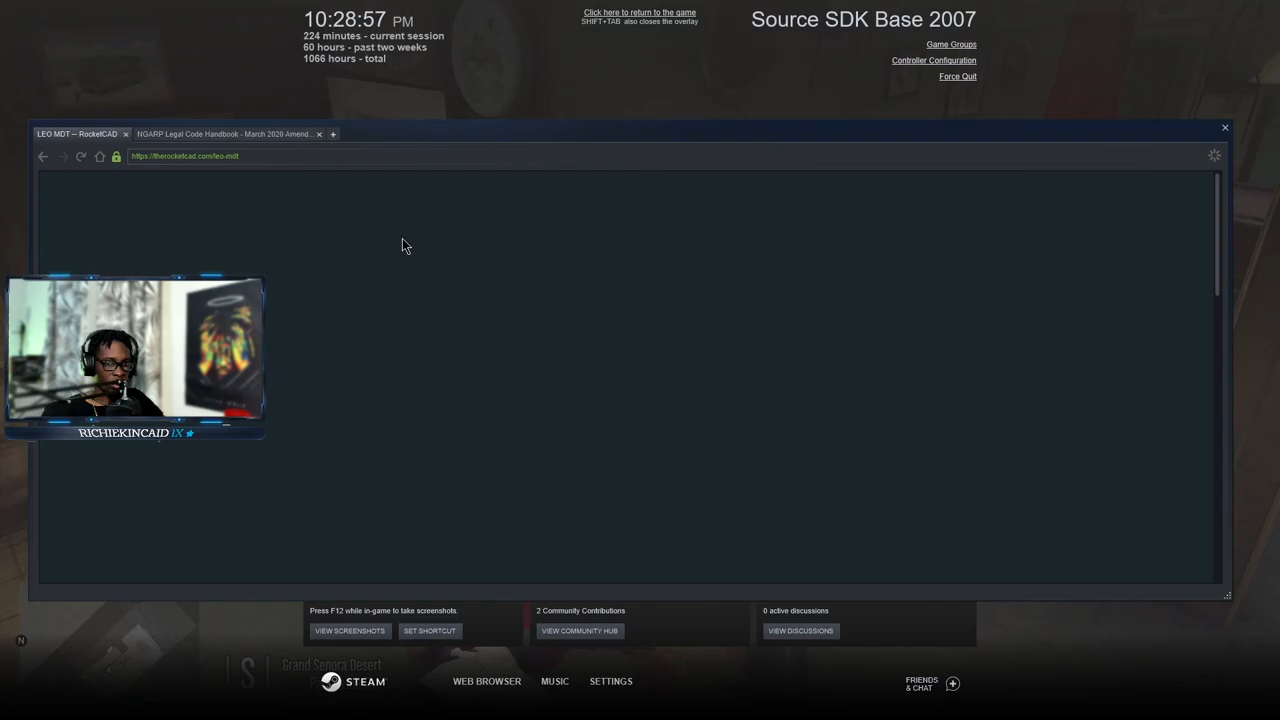 10:28:57 PM
224 minutes - current session
60 hours - past two weeks
1066 hours - total
Click here to return to the game
SHIFT+TAB also closes the overlay
Source SDK Base 2007
Game Groups
Controller Configuration
Force Quit
LEO MDT — RocketCAD
NGARP Legal Code Handbook - March 2020 Amend...
https://therocketcad.com/leo-mdt
RICHIEKINCAID IX
Press F12 while in-game to take screenshots.
VIEW SCREENSHOTS
SET SHORTCUT
2 Community Contributions
VIEW COMMUNITY HUB
0 active discussions
VIEW DISCUSSIONS
N
S
Grand Senora Desert
STEAM
WEB BROWSER
MUSIC
SETTINGS
FRIENDS
& CHAT